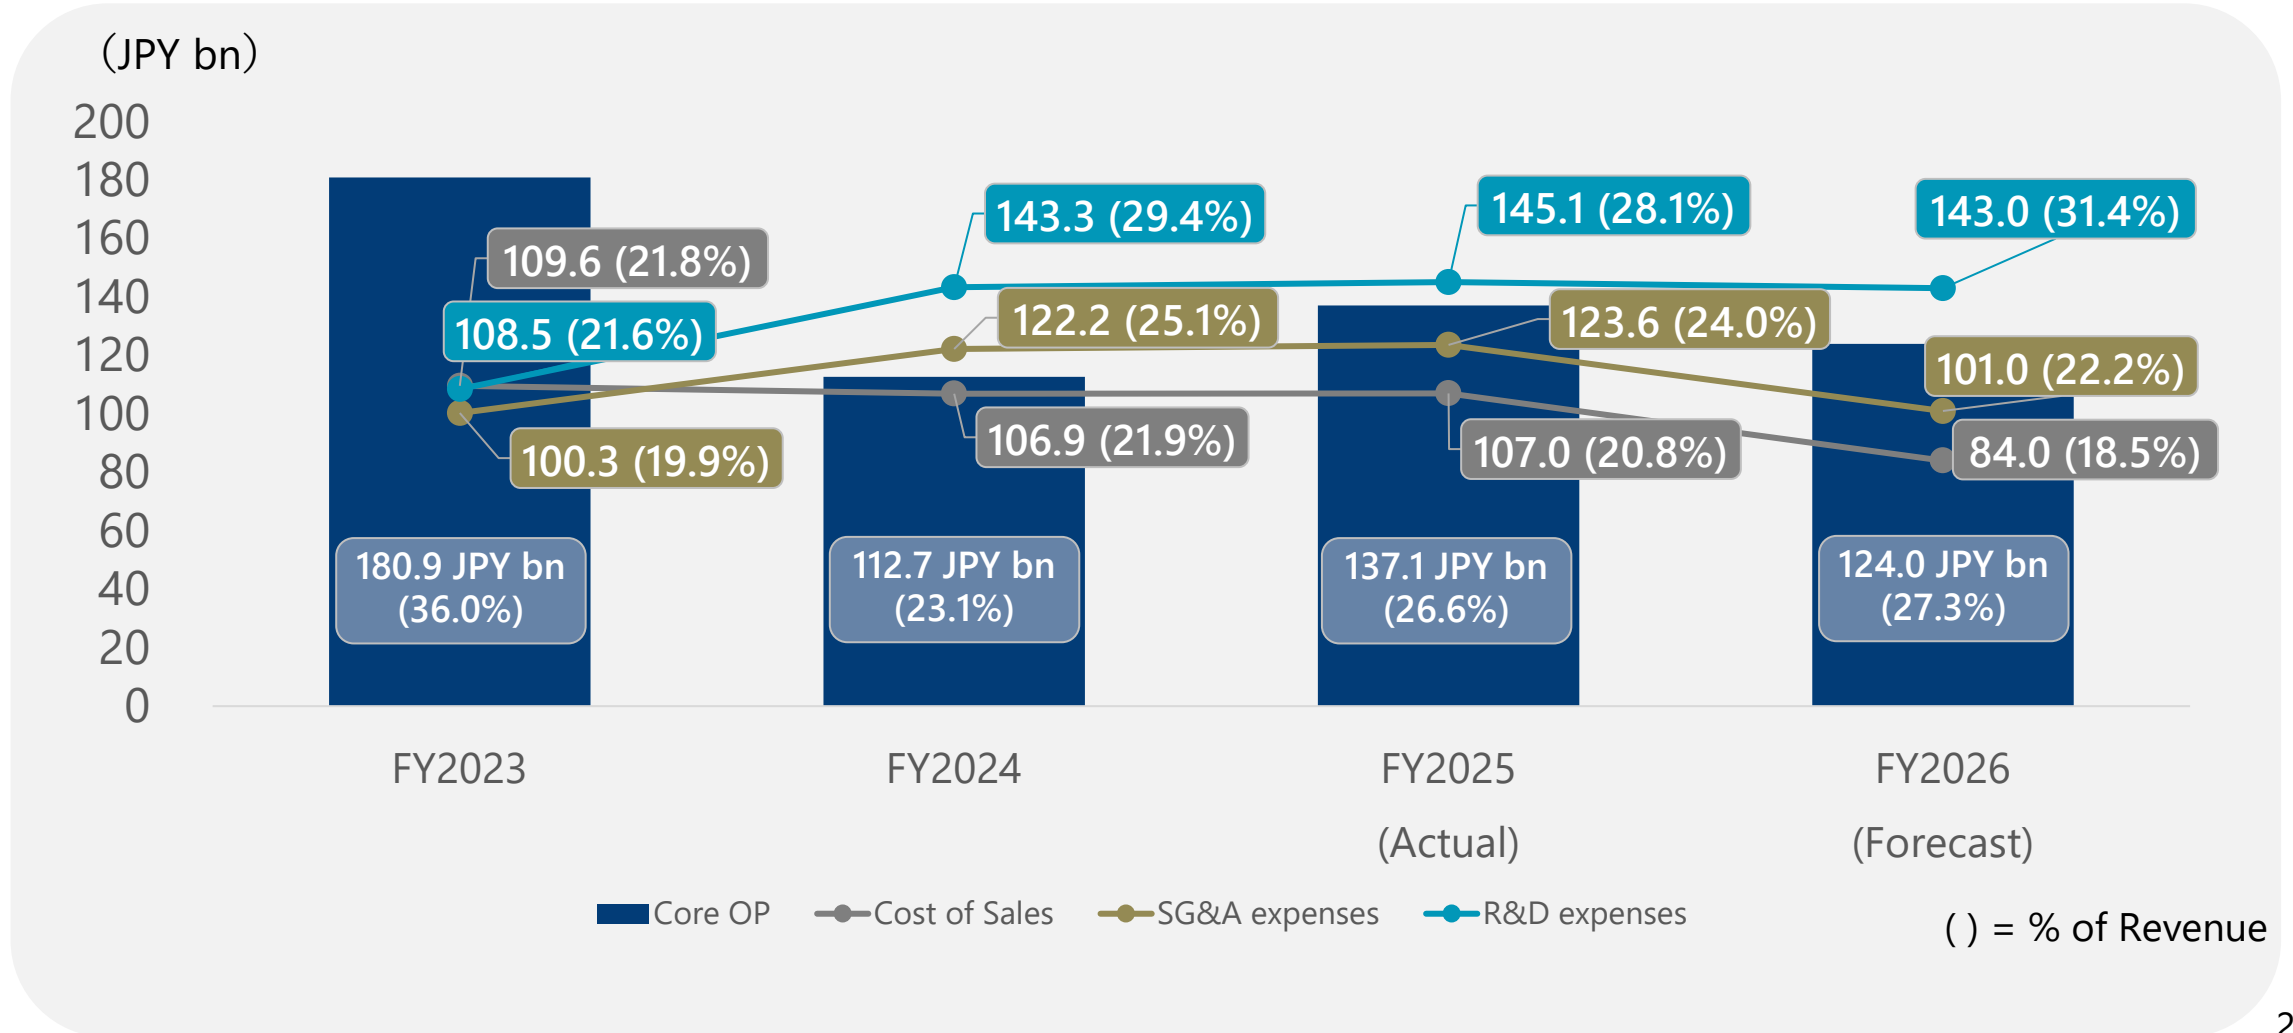 （JPY bn）
200
180
160
140
120
100
80
60
40
20
0
109.6 (21.8%)
108.5 (21.6%)
100.3 (19.9%)
180.9 JPY bn
(36.0%)
143.3 (29.4%)
122.2 (25.1%)
106.9 (21.9%)
112.7 JPY bn
(23.1%)
145.1 (28.1%)
123.6 (24.0%)
107.0 (20.8%)
137.1 JPY bn
(26.6%)
143.0 (31.4%)
101.0 (22.2%)
84.0 (18.5%)
124.0 JPY bn
(27.3%)
FY2023
FY2024
FY2025
(Actual)
FY2026
(Forecast)
Core OP
Cost of Sales
SG&A expenses
R&D expenses
( ) = % of Revenue